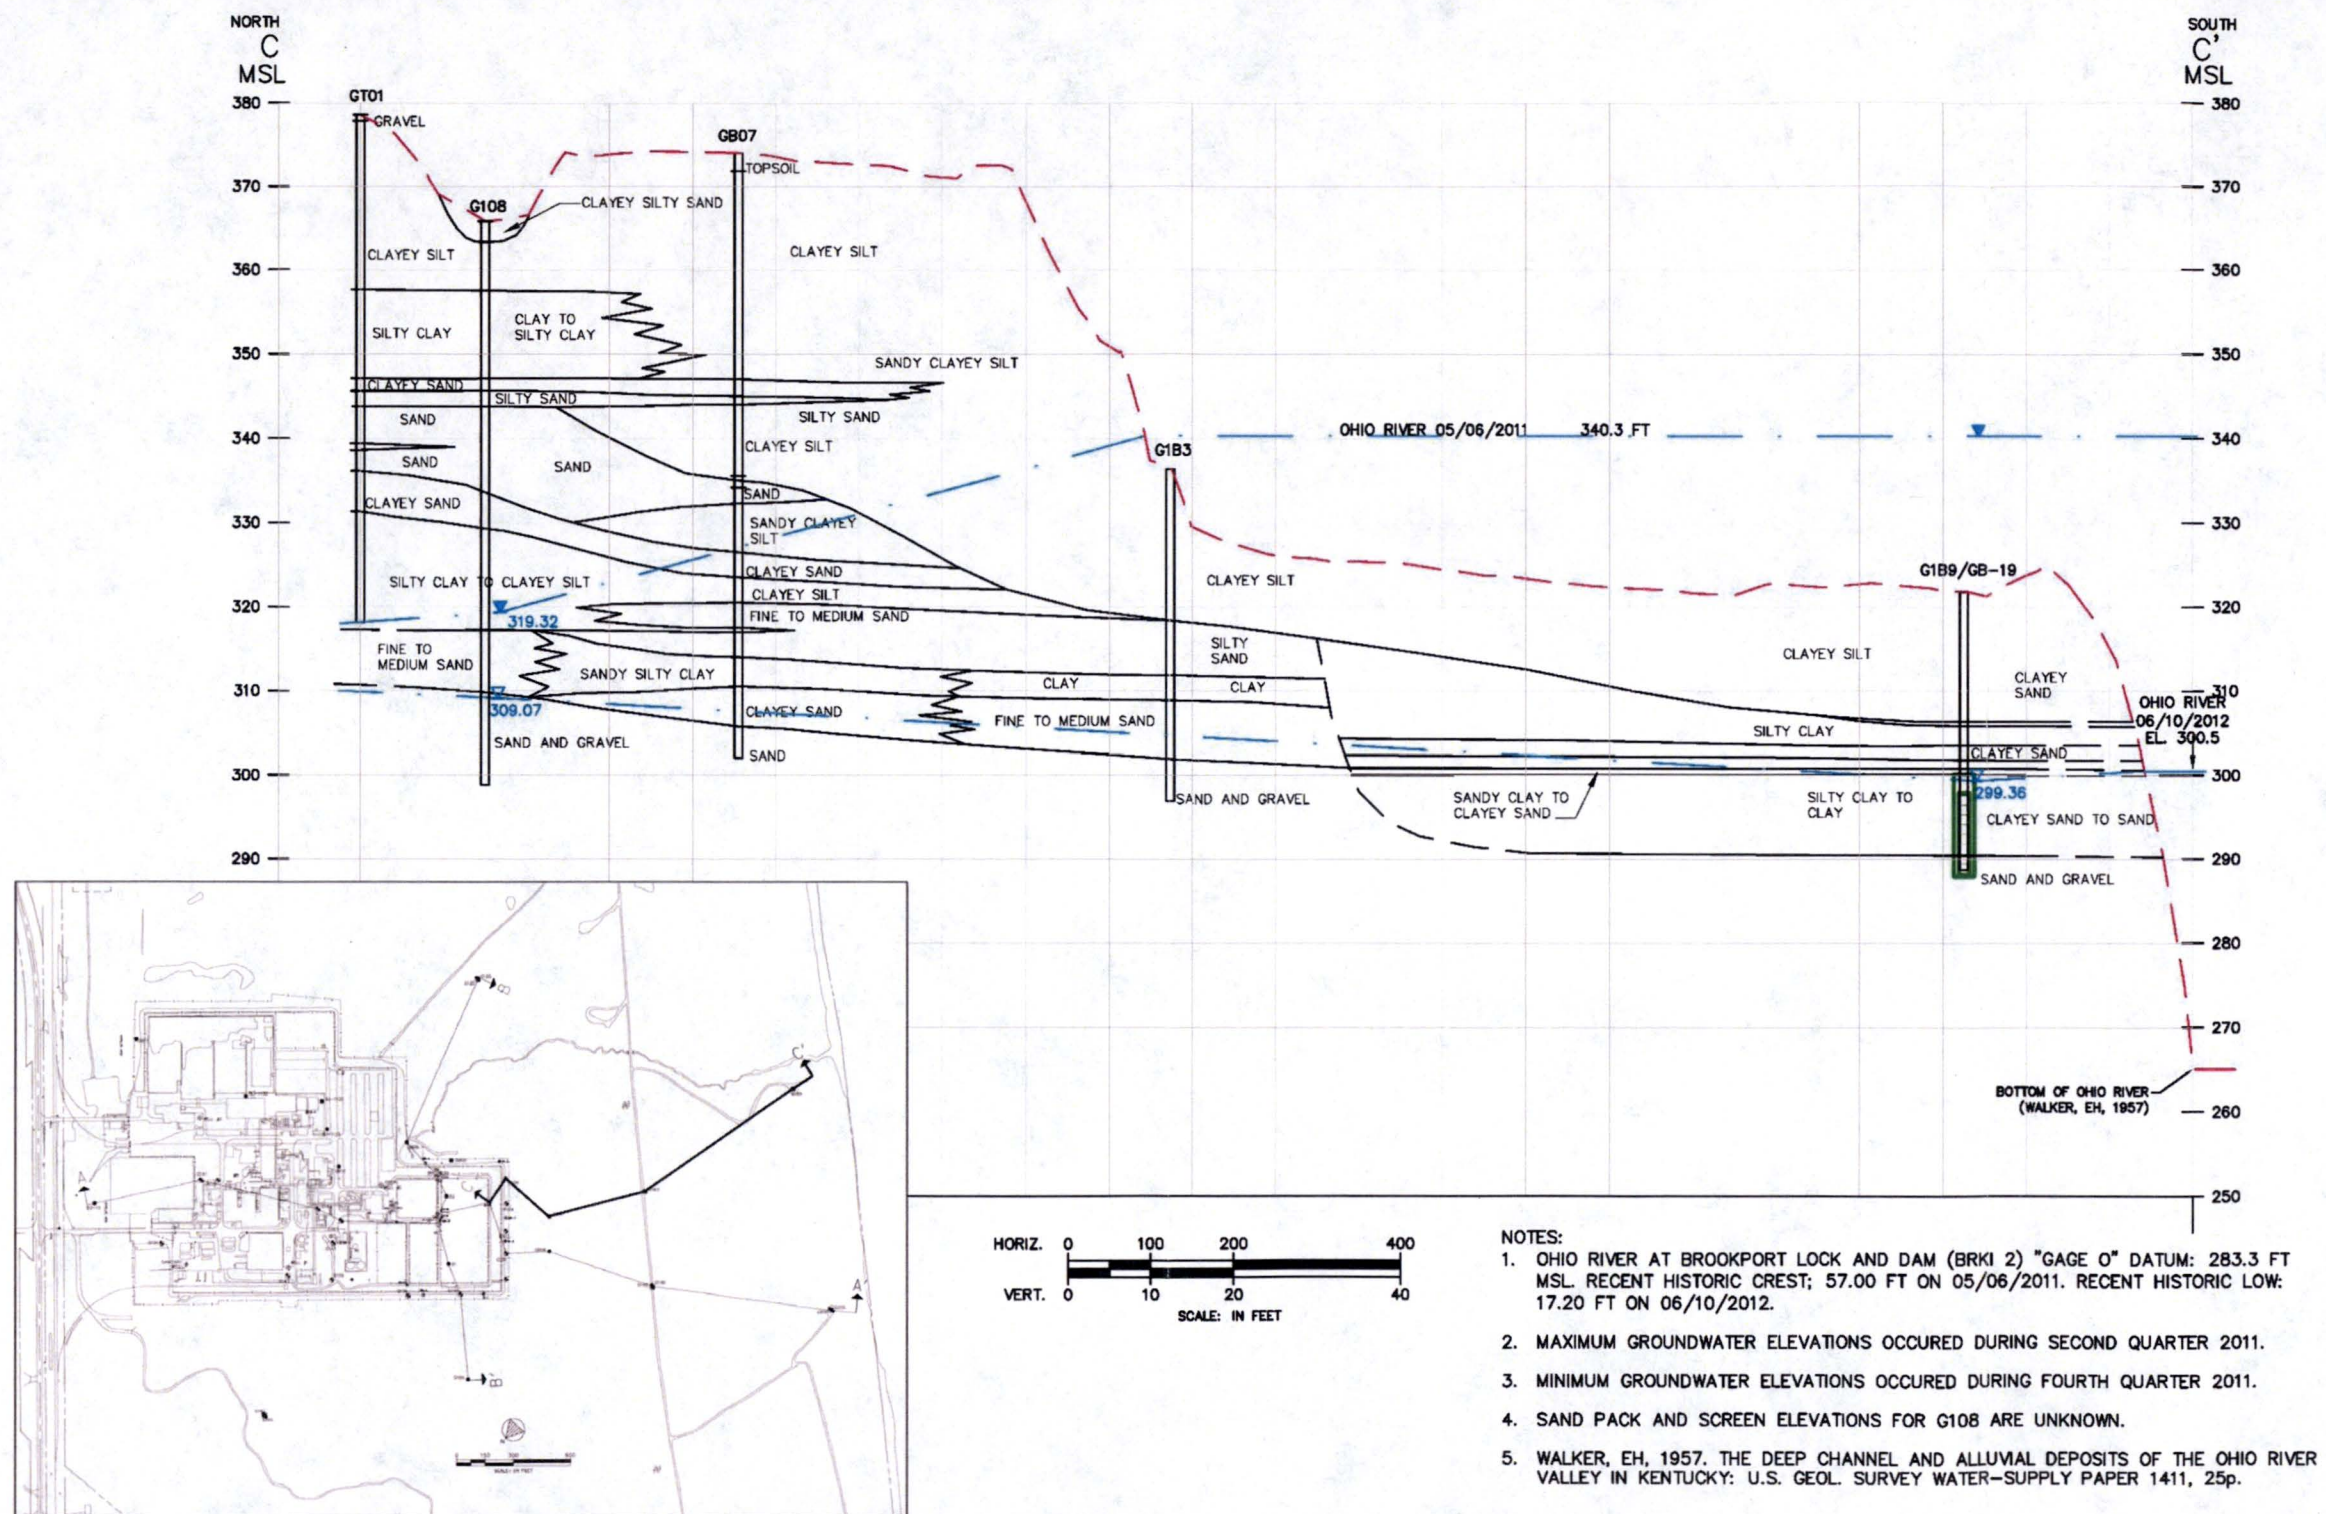 NORTH
C
MSL
SOUTH
C'
MSL
380
370
360
350
340
330
320
310
300
290
380
370
360
350
340
330
320
310
300
290
280
270
260
250
GT01
GRAVEL
G108
CLAYEY SILTY SAND
GB07
TOPSOIL
CLAYEY SILT
CLAYEY SILT
SILTY CLAY
CLAY TO
SILTY CLAY
SANDY CLAYEY SILT
CLAYEY SAND
SILTY SAND
SILTY SAND
SAND
CLAYEY SILT
SAND
SAND
SAND
CLAYEY SAND
SANDY CLAYEY
SILT
CLAYEY SAND
SILTY CLAY TO CLAYEY SILT
CLAYEY SILT
FINE TO MEDIUM SAND
319.32
FINE TO
MEDIUM SAND
SANDY SILTY CLAY
309.07
CLAYEY SAND
SAND AND GRAVEL
SAND
CLAY
FINE TO MEDIUM SAND
OHIO RIVER 05/06/2011 340.3 FT
G1B3
CLAYEY SILT
SILTY
SAND
CLAY
SAND AND GRAVEL
G1B9/GB-19
CLAYEY SILT
CLAYEY
SAND
OHIO RIVER
06/10/2012
EL. 300.5
SILTY CLAY
CLAYEY SAND
SANDY CLAY TO
CLAYEY SAND
SILTY CLAY TO
CLAY
299.36
CLAYEY SAND TO SAND
SAND AND GRAVEL
BOTTOM OF OHIO RIVER
(WALKER, EH, 1957)
B
C'
A
C
A'
B'
HORIZ. 0 100 200 400
VERT. 0 10 20 40
SCALE: IN FEET
NOTES:
1. OHIO RIVER AT BROOKPORT LOCK AND DAM (BRKI 2) "GAGE O" DATUM: 283.3 FT
MSL. RECENT HISTORIC CREST; 57.00 FT ON 05/06/2011. RECENT HISTORIC LOW:
17.20 FT ON 06/10/2012.
2. MAXIMUM GROUNDWATER ELEVATIONS OCCURED DURING SECOND QUARTER 2011.
3. MINIMUM GROUNDWATER ELEVATIONS OCCURED DURING FOURTH QUARTER 2011.
4. SAND PACK AND SCREEN ELEVATIONS FOR G108 ARE UNKNOWN.
5. WALKER, EH, 1957. THE DEEP CHANNEL AND ALLUVIAL DEPOSITS OF THE OHIO RIVER
VALLEY IN KENTUCKY: U.S. GEOL. SURVEY WATER-SUPPLY PAPER 1411, 25p.